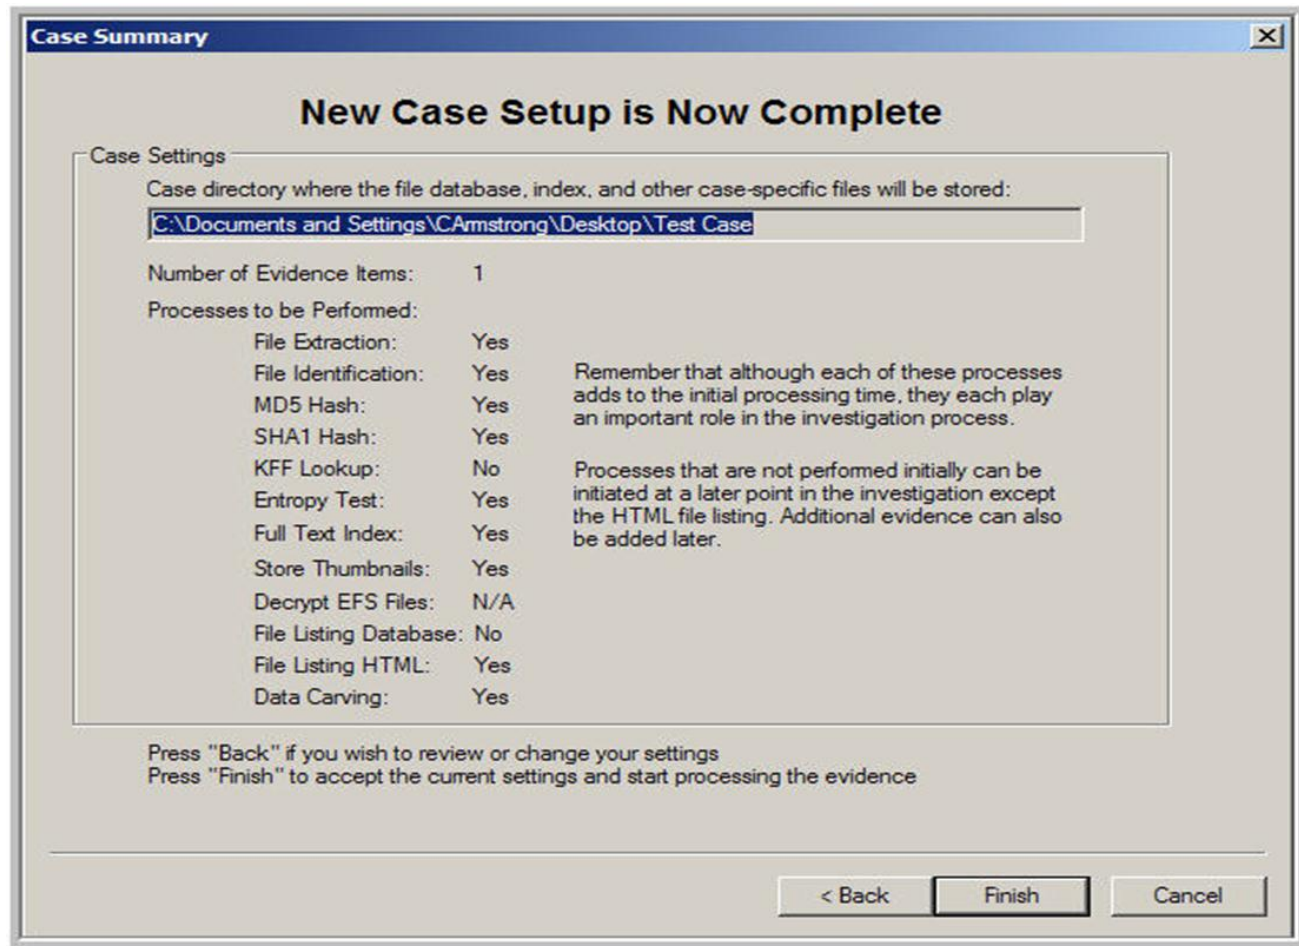 Case Summary
New Case Setup is Now Complete
Case Settings
Case directory where the file database, index, and other case-specific files will be stored:
C:\Documents and Settings\CArmstrong\Desktop\Test Case
Number of Evidence Items: 1
Processes to be Performed:
File Extraction: Yes
File Identification: Yes
MD5 Hash: Yes
SHA1 Hash: Yes
KFF Lookup: No
Entropy Test: Yes
Full Text Index: Yes
Store Thumbnails: Yes
Decrypt EFS Files: N/A
File Listing Database: No
File Listing HTML: Yes
Data Carving: Yes
Remember that although each of these processes
adds to the initial processing time, they each play
an important role in the investigation process.
Processes that are not performed initially can be
initiated at a later point in the investigation except
the HTML file listing. Additional evidence can also
be added later.
Press "Back" if you wish to review or change your settings
Press "Finish" to accept the current settings and start processing the evidence
< Back
Finish
Cancel